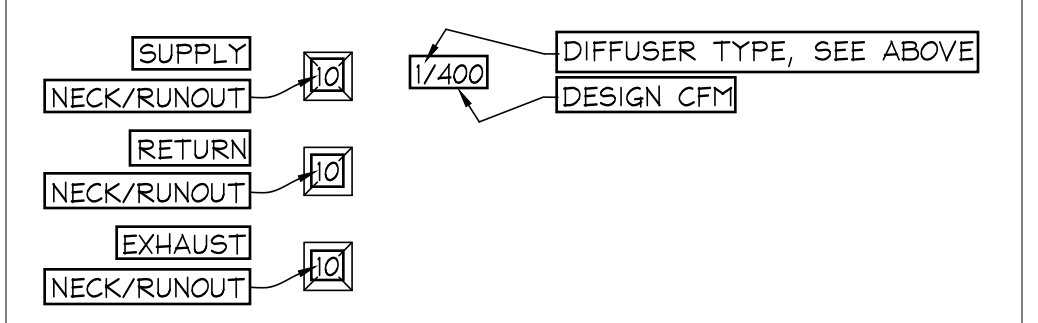 SUPPLY
NECK/RUNOUT
10
1/400
DIFFUSER TYPE, SEE ABOVE
DESIGN CFM
RETURN
NECK/RUNOUT
10
EXHAUST
NECK/RUNOUT
10